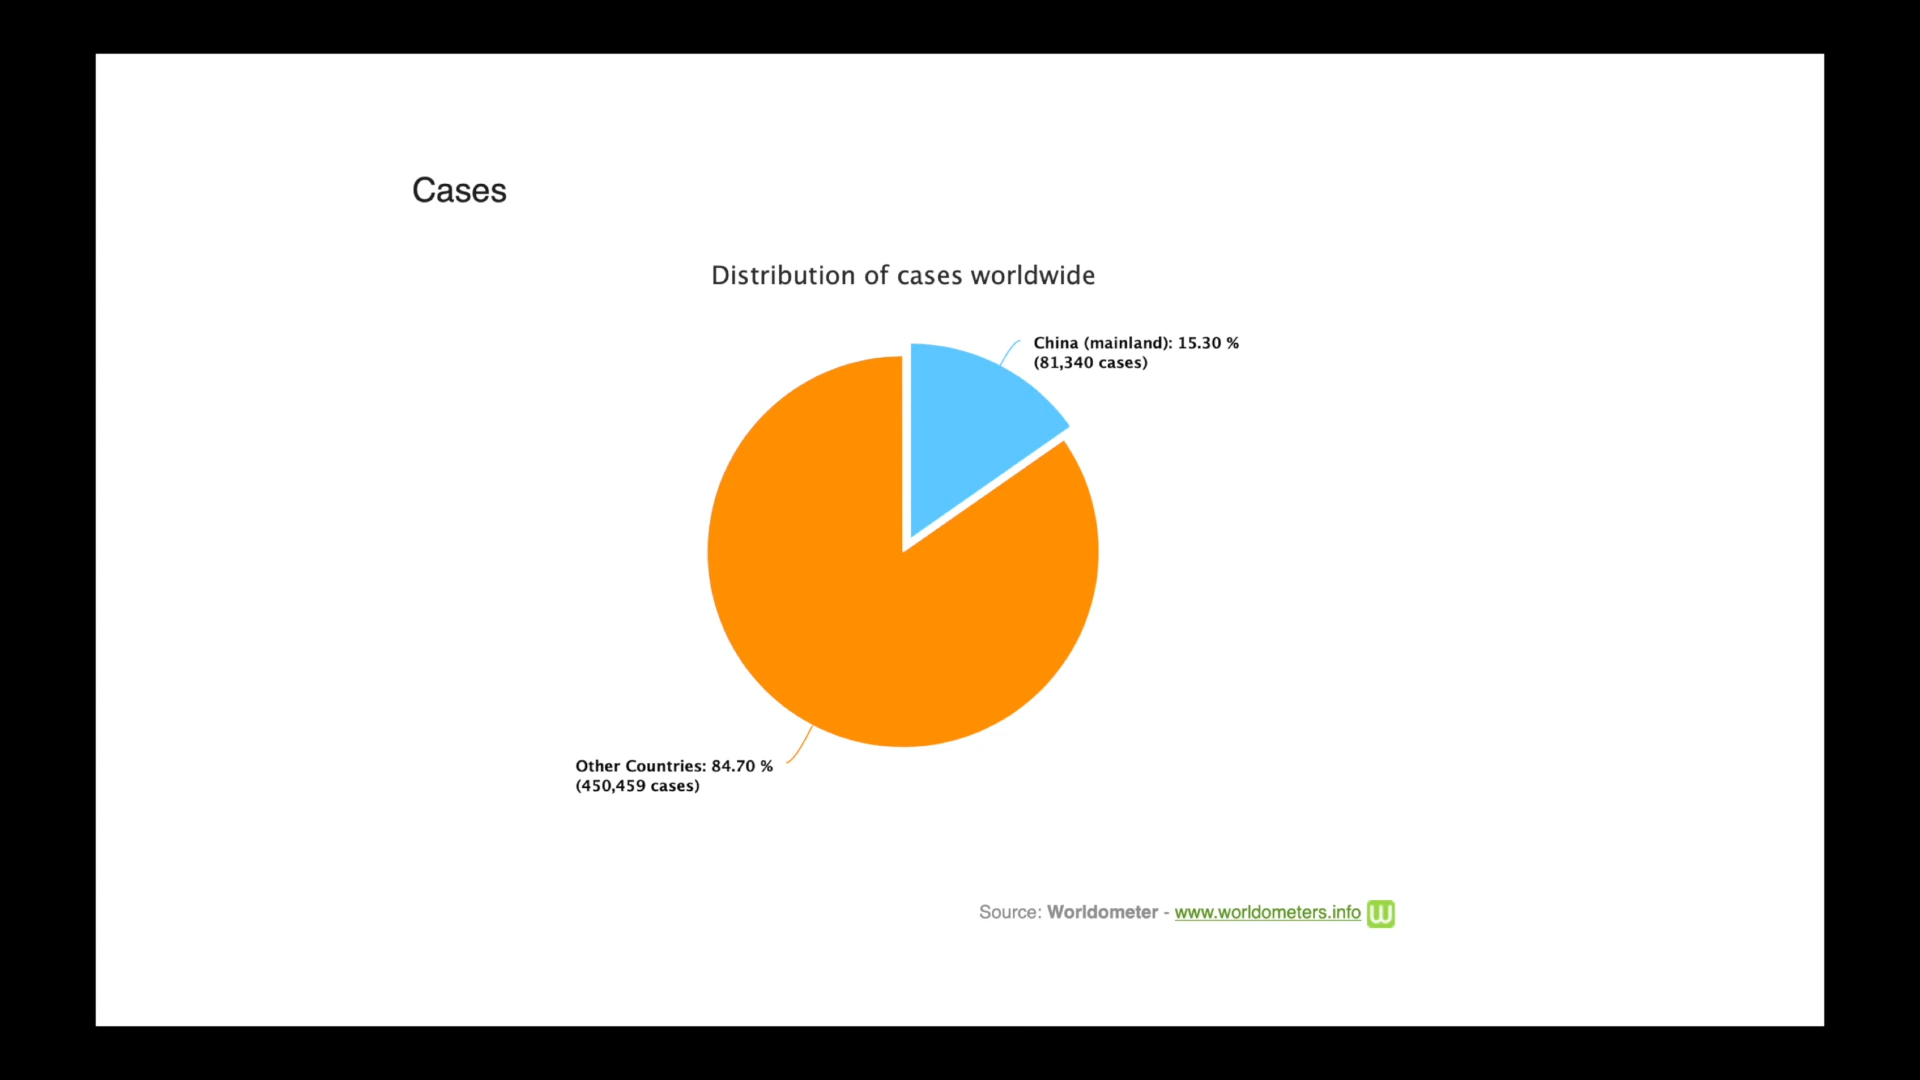 Cases
Distribution of cases worldwide
China (mainland): 15.30 %
(81,340 cases)
Other Countries: 84.70 %
(450,459 cases)
Source: Worldometer - www.worldometers.info W